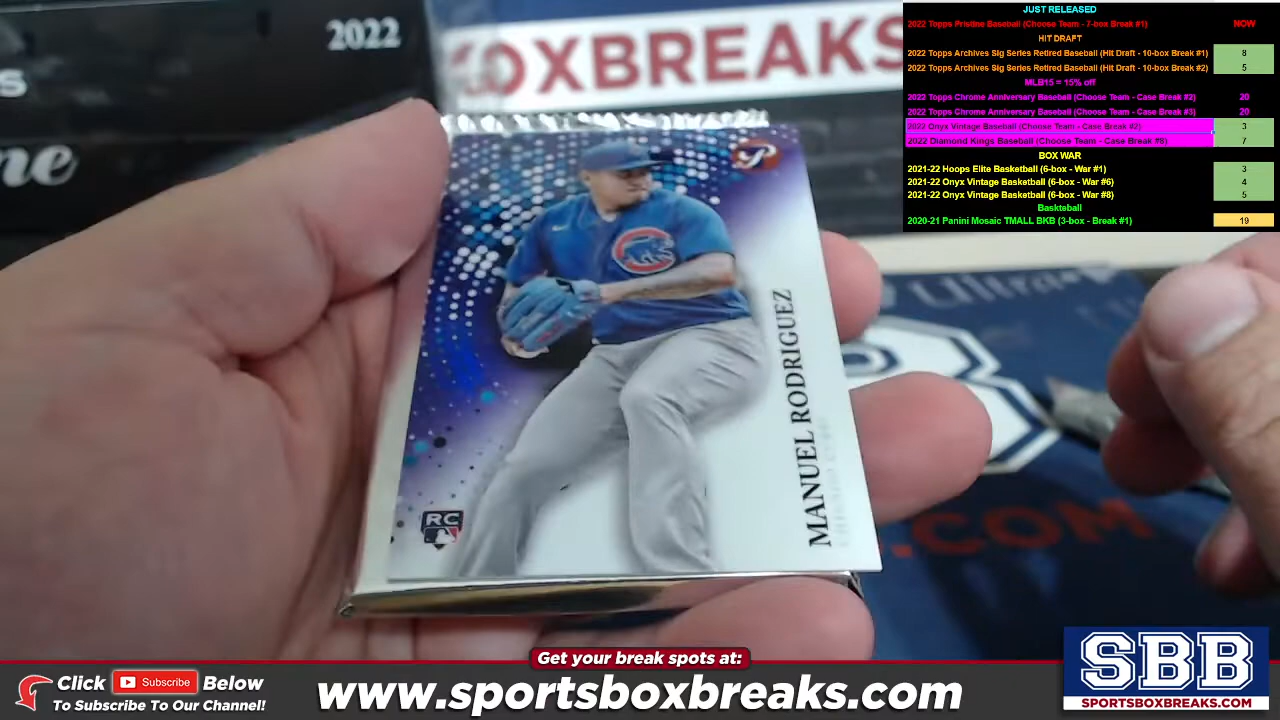 2022
OXBREAKS
Ultra
.COM
MANUEL RODRIGUEZ
RC
JUST RELEASED
2022 Topps Pristine Baseball (Choose Team - 7-box Break #1) NOW
HIT DRAFT
2022 Topps Archives Sig Series Retired Baseball (Hit Draft - 10-box Break #1) 8
2022 Topps Archives Sig Series Retired Baseball (Hit Draft - 10-box Break #2) 5
MLB15 = 15% off
2022 Topps Chrome Anniversary Baseball (Choose Team - Case Break #2) 20
2022 Topps Chrome Anniversary Baseball (Choose Team - Case Break #3) 20
2022 Onyx Vintage Baseball (Choose Team - Case Break #2) 3
2022 Diamond Kings Baseball (Choose Team - Case Break #8) 7
BOX WAR
2021-22 Hoops Elite Basketball (6-box - War #1) 3
2021-22 Onyx Vintage Basketball (6-box - War #6) 4
2021-22 Onyx Vintage Basketball (6-box - War #8) 5
Baskteball
2020-21 Panini Mosaic TMALL BKB (3-box - Break #1) 19
Get your break spots at:
Click Subscribe Below
To Subscribe To Our Channel!
www.sportsboxbreaks.com
SBB
SPORTSBOXBREAKS.COM